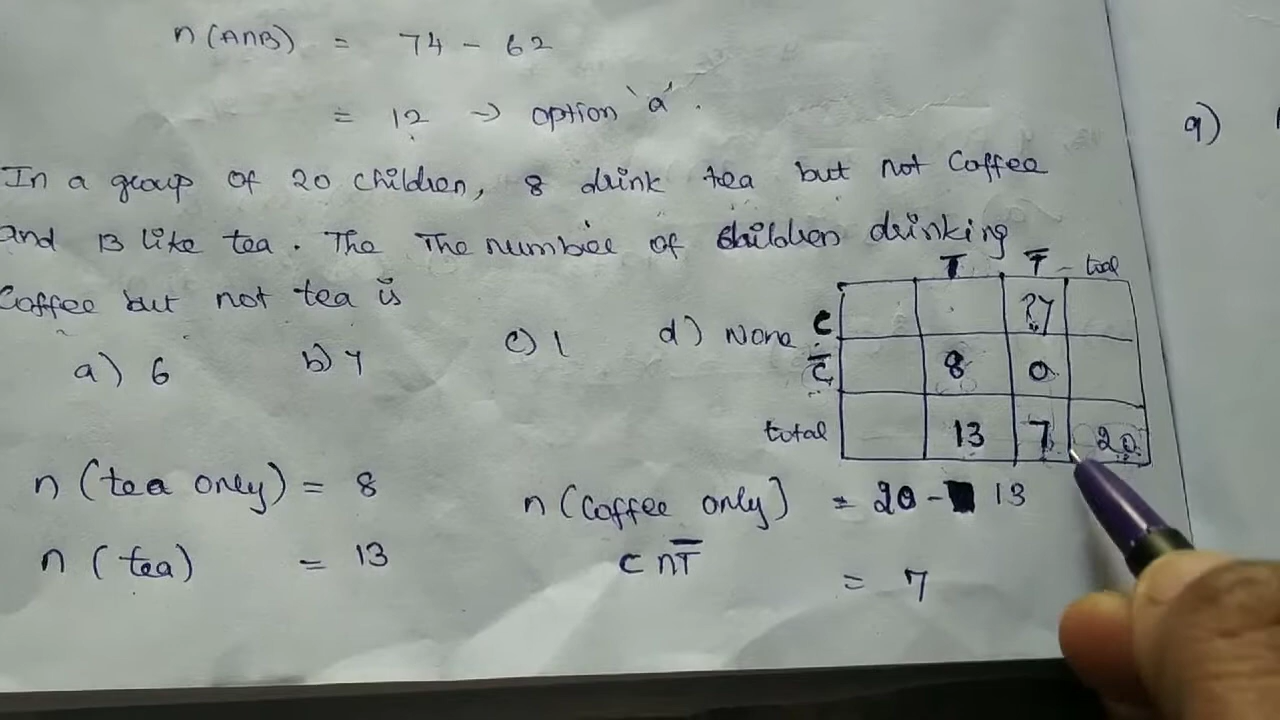 n(A∩B) = 74 - 62
= 12 → option 'a'.
9)
In a group of 20 children, 8 drink tea but not coffee
and 13 like tea. The The number of children drinking
Coffee but not tea is
a) 6 b) 7 c) 1 d) None
T T̅ total
C ?7
C̅ 8 0
total 13 7 20
n (tea only) = 8
n (tea) = 13
n (Coffee only) = 20 - 13
C ∩ T̅
= 7